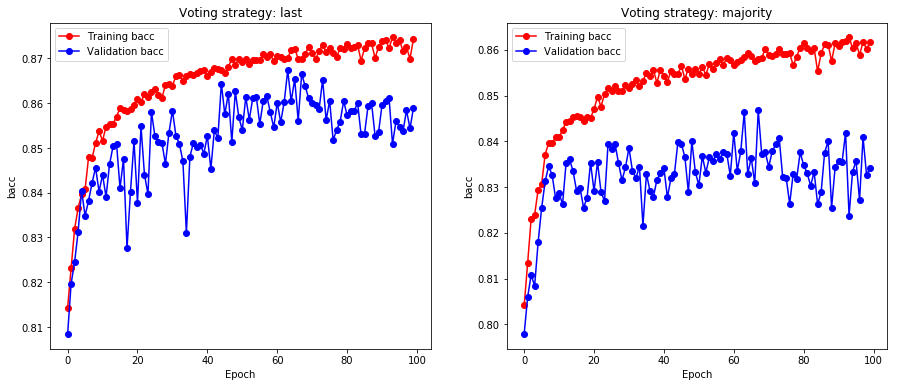 Voting strategy: last
Training bacc
Validation bacc
bacc
0.87
0.86
0.85
0.84
0.83
0.82
0.81
0 20 40 60 80 100
Epoch
Voting strategy: majority
Training bacc
Validation bacc
bacc
0.86
0.85
0.84
0.83
0.82
0.81
0.80
0 20 40 60 80 100
Epoch